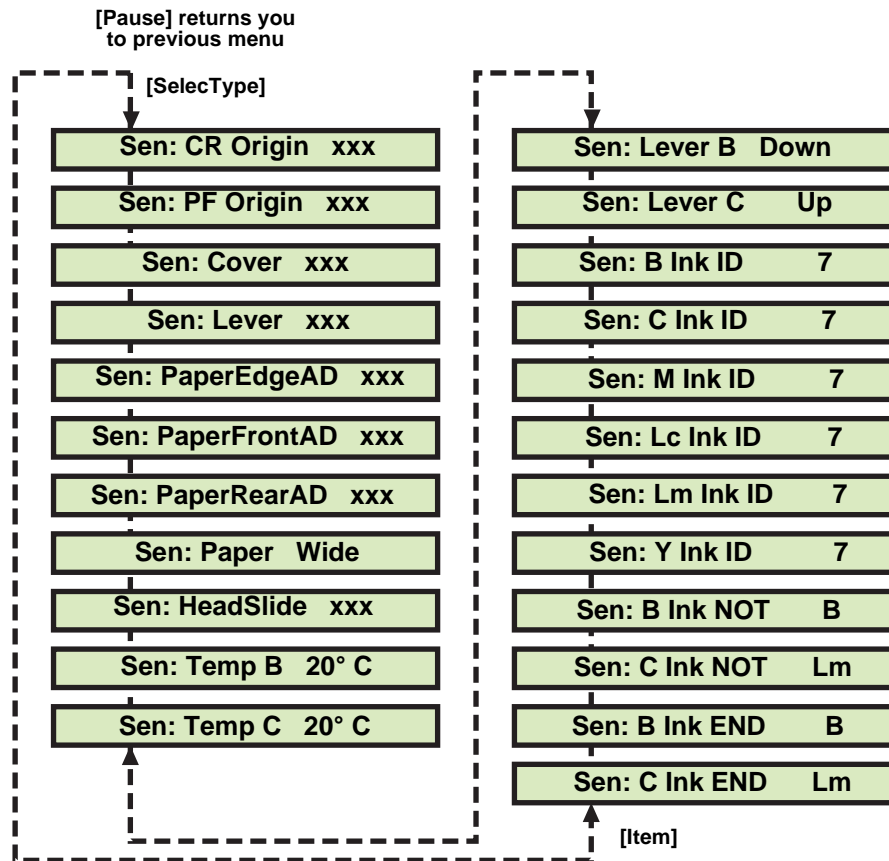 [Pause] returns you
to previous menu
[SelecType]
Sen: CR Origin xxx
Sen: PF Origin xxx
Sen: Cover xxx
Sen: Lever xxx
Sen: PaperEdgeAD xxx
Sen: PaperFrontAD xxx
Sen: PaperRearAD xxx
Sen: Paper Wide
Sen: HeadSlide xxx
Sen: Temp B 20° C
Sen: Temp C 20° C
Sen: Lever B Down
Sen: Lever C Up
Sen: B Ink ID 7
Sen: C Ink ID 7
Sen: M Ink ID 7
Sen: Lc Ink ID 7
Sen: Lm Ink ID 7
Sen: Y Ink ID 7
Sen: B Ink NOT B
Sen: C Ink NOT Lm
Sen: B Ink END B
Sen: C Ink END Lm
[Item]